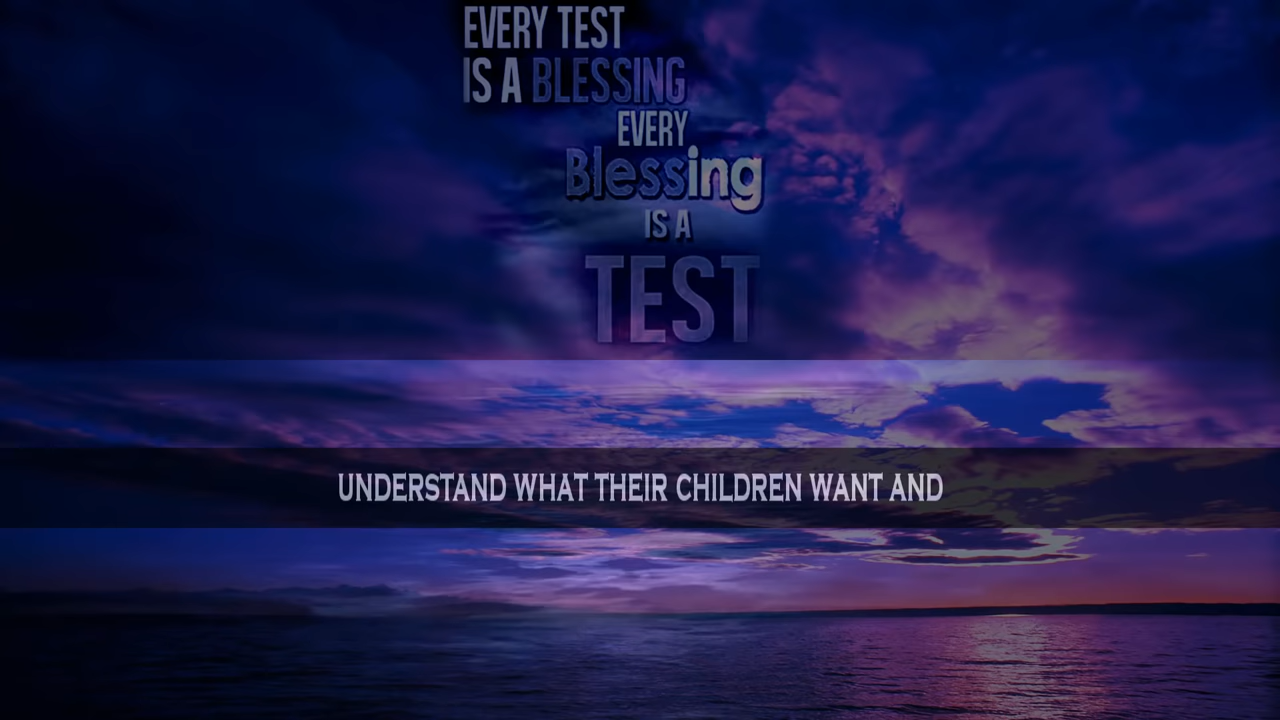 EVERY TEST
IS A BLESSING
EVERY
Blessing
IS A
TEST
UNDERSTAND WHAT THEIR CHILDREN WANT AND